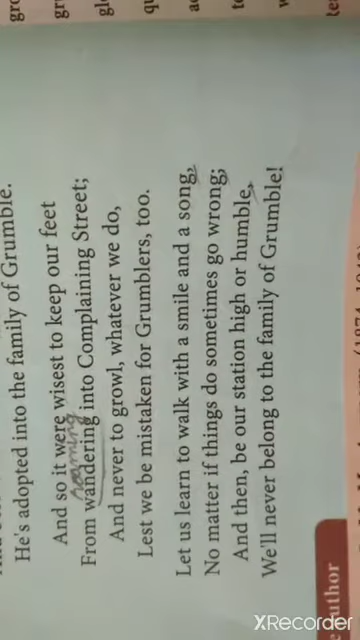 He's adopted into the family of Grumble.
And so it were wisest to keep our feet
roaming
From wandering into Complaining Street;
And never to growl, whatever we do,
Lest we be mistaken for Grumblers, too.
Let us learn to walk with a smile and a song,
No matter if things do sometimes go wrong;
And then, be our station high or humble,
We'll never belong to the family of Grumble!
uthor
XRecorder